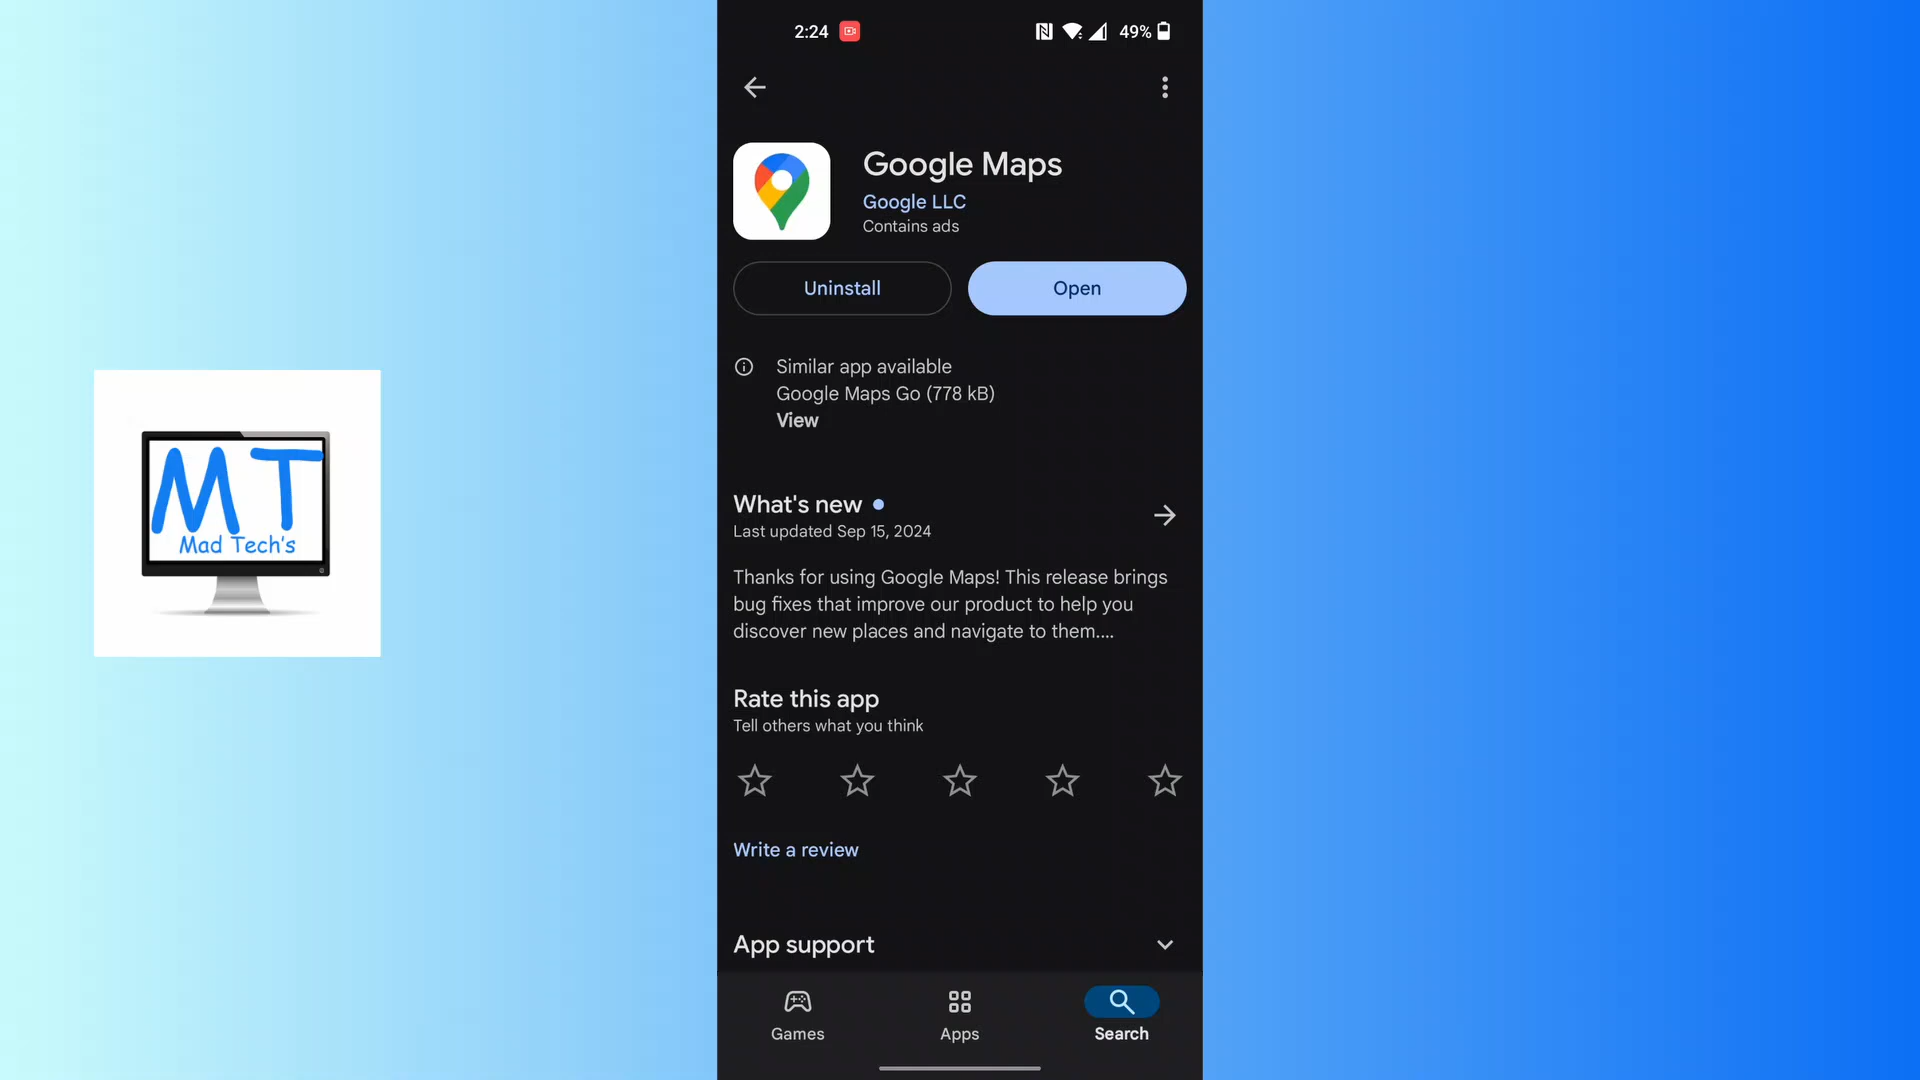 2:24
49%
Google Maps
Google LLC
Contains ads
Uninstall
Open
Similar app available
Google Maps Go (778 kB)
View
What's new
Last updated Sep 15, 2024
Thanks for using Google Maps! This release brings
bug fixes that improve our product to help you
discover new places and navigate to them....
Rate this app
Tell others what you think
Write a review
App support
Games
Apps
Search
MT
Mad Tech's